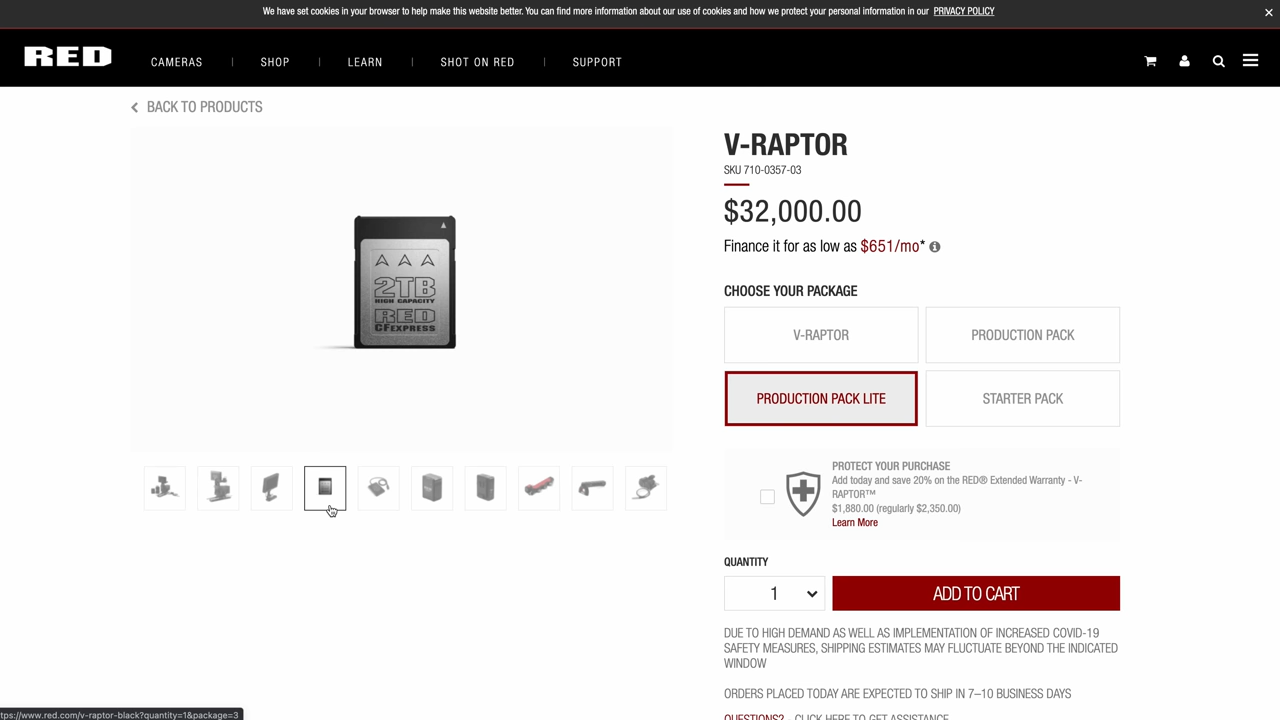 We have set cookies in your browser to help make this website better. You can find more information about our use of cookies and how we protect your personal information in our PRIVACY POLICY
RED
CAMERAS | SHOP | LEARN | SHOT ON RED | SUPPORT
BACK TO PRODUCTS
2TB
HIGH CAPACITY
RED
CFEXPRESS
V-RAPTOR
SKU 710-0357-03
$32,000.00
Finance it for as low as $651/mo*
CHOOSE YOUR PACKAGE
V-RAPTOR
PRODUCTION PACK
PRODUCTION PACK LITE
STARTER PACK
PROTECT YOUR PURCHASE
Add today and save 20% on the RED® Extended Warranty - V-
RAPTOR™
$1,880.00 (regularly $2,350.00)
Learn More
QUANTITY
1
ADD TO CART
DUE TO HIGH DEMAND AS WELL AS IMPLEMENTATION OF INCREASED COVID-19
SAFETY MEASURES, SHIPPING ESTIMATES MAY FLUCTUATE BEYOND THE INDICATED
WINDOW
ORDERS PLACED TODAY ARE EXPECTED TO SHIP IN 7–10 BUSINESS DAYS
QUESTIONS? - CLICK HERE TO GET ASSISTANCE
tps://www.red.com/v-raptor-black?quantity=1&package=3